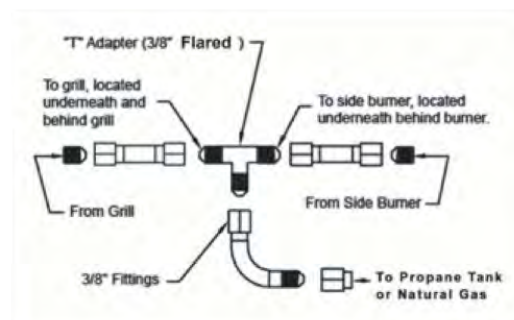 "T" Adapter (3/8" Flared )
To grill, located
underneath and
behind grill
To side burner, located
underneath behind burner.
From Grill
From Side Burner
3/8" Fittings
To Propane Tank
or Natural Gas